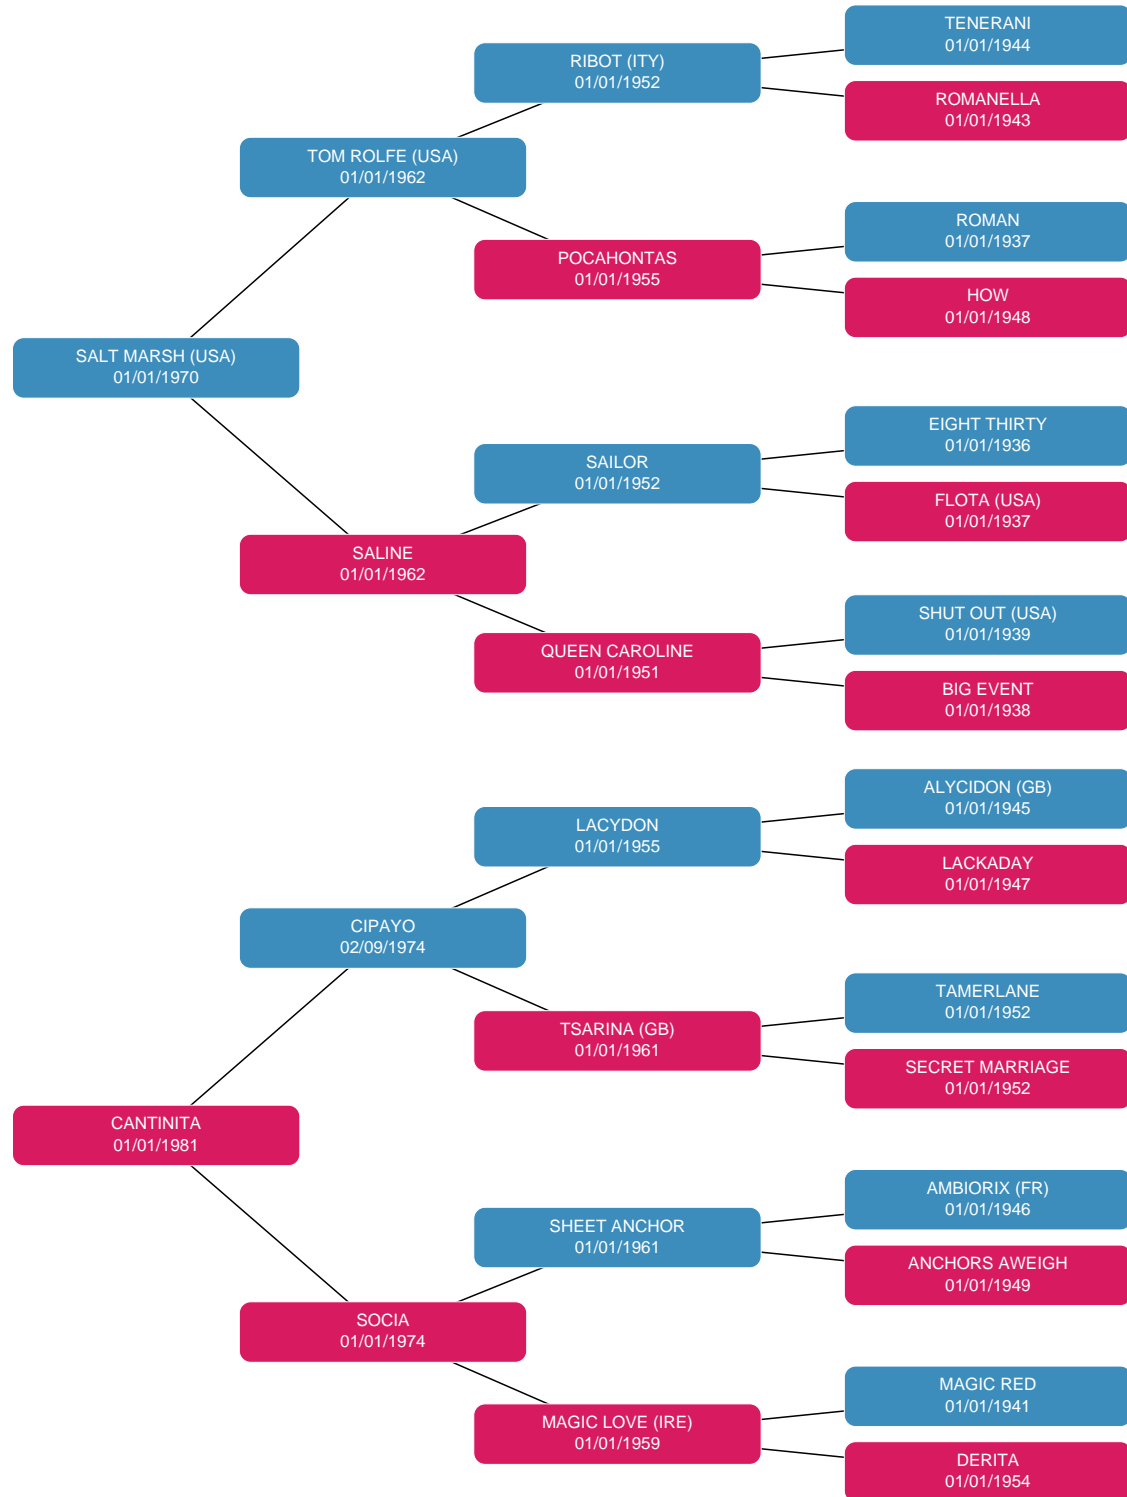 TENERANI
01/01/1944
RIBOT (ITY)
01/01/1952
ROMANELLA
01/01/1943
TOM ROLFE (USA)
01/01/1962
ROMAN
01/01/1937
POCAHONTAS
01/01/1955
HOW
01/01/1948
SALT MARSH (USA)
01/01/1970
EIGHT THIRTY
01/01/1936
SAILOR
01/01/1952
FLOTA (USA)
01/01/1937
SALINE
01/01/1962
SHUT OUT (USA)
01/01/1939
QUEEN CAROLINE
01/01/1951
BIG EVENT
01/01/1938
ALYCIDON (GB)
01/01/1945
LACYDON
01/01/1955
LACKADAY
01/01/1947
CIPAYO
02/09/1974
TAMERLANE
01/01/1952
TSARINA (GB)
01/01/1961
SECRET MARRIAGE
01/01/1952
CANTINITA
01/01/1981
AMBIORIX (FR)
01/01/1946
SHEET ANCHOR
01/01/1961
ANCHORS AWEIGH
01/01/1949
SOCIA
01/01/1974
MAGIC RED
01/01/1941
MAGIC LOVE (IRE)
01/01/1959
DERITA
01/01/1954